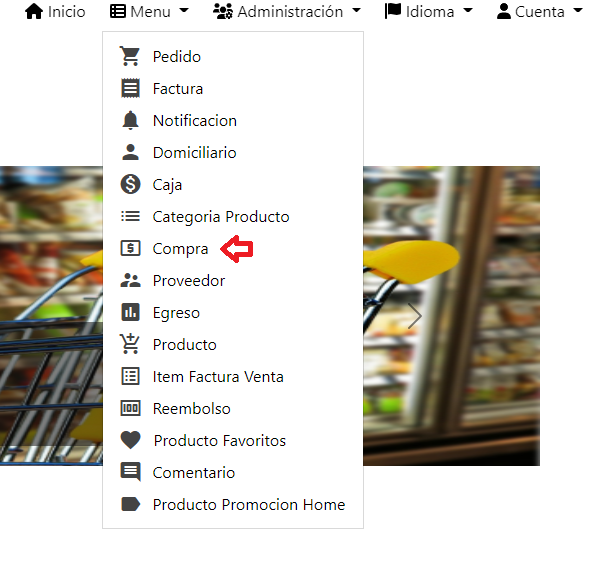 Inicio Menu Administración Idioma Cuenta
Pedido
Factura
Notificacion
Domiciliario
Caja
Categoria Producto
Compra
Proveedor
Egreso
Producto
Item Factura Venta
Reembolso
Producto Favoritos
Comentario
Producto Promocion Home